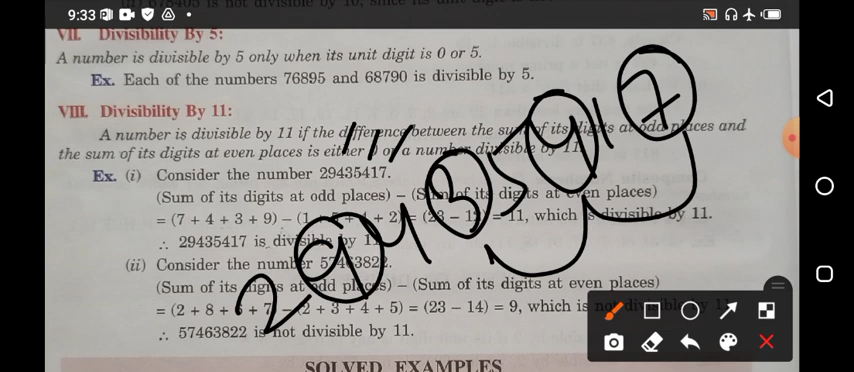 9:33
VII. Divisibility By 5:
A number is divisible by 5 only when its unit digit is 0 or 5.
Ex. Each of the numbers 76895 and 68790 is divisible by 5.
VIII. Divisibility By 11:
A number is divisible by 11 if the difference between the sum of its digits at odd places and
the sum of its digits at even places is either 0 or a number divisible by 11.
Ex. (i) Consider the number 29435417.
(Sum of its digits at odd places) – (Sum of its digits at even places)
= (7 + 4 + 3 + 9) – (1 + 5 + 4 + 2) = (23 – 12) = 11, which is divisible by 11.
∴ 29435417 is divisible by 11.
(ii) Consider the number 57463822.
(Sum of its digits at odd places) – (Sum of its digits at even places)
= (2 + 8 + 6 + 7) – (2 + 3 + 4 + 5) = (23 – 14) = 9, which is not divisible by
∴ 57463822 is not divisible by 11.
SOLVED EXAMPLES